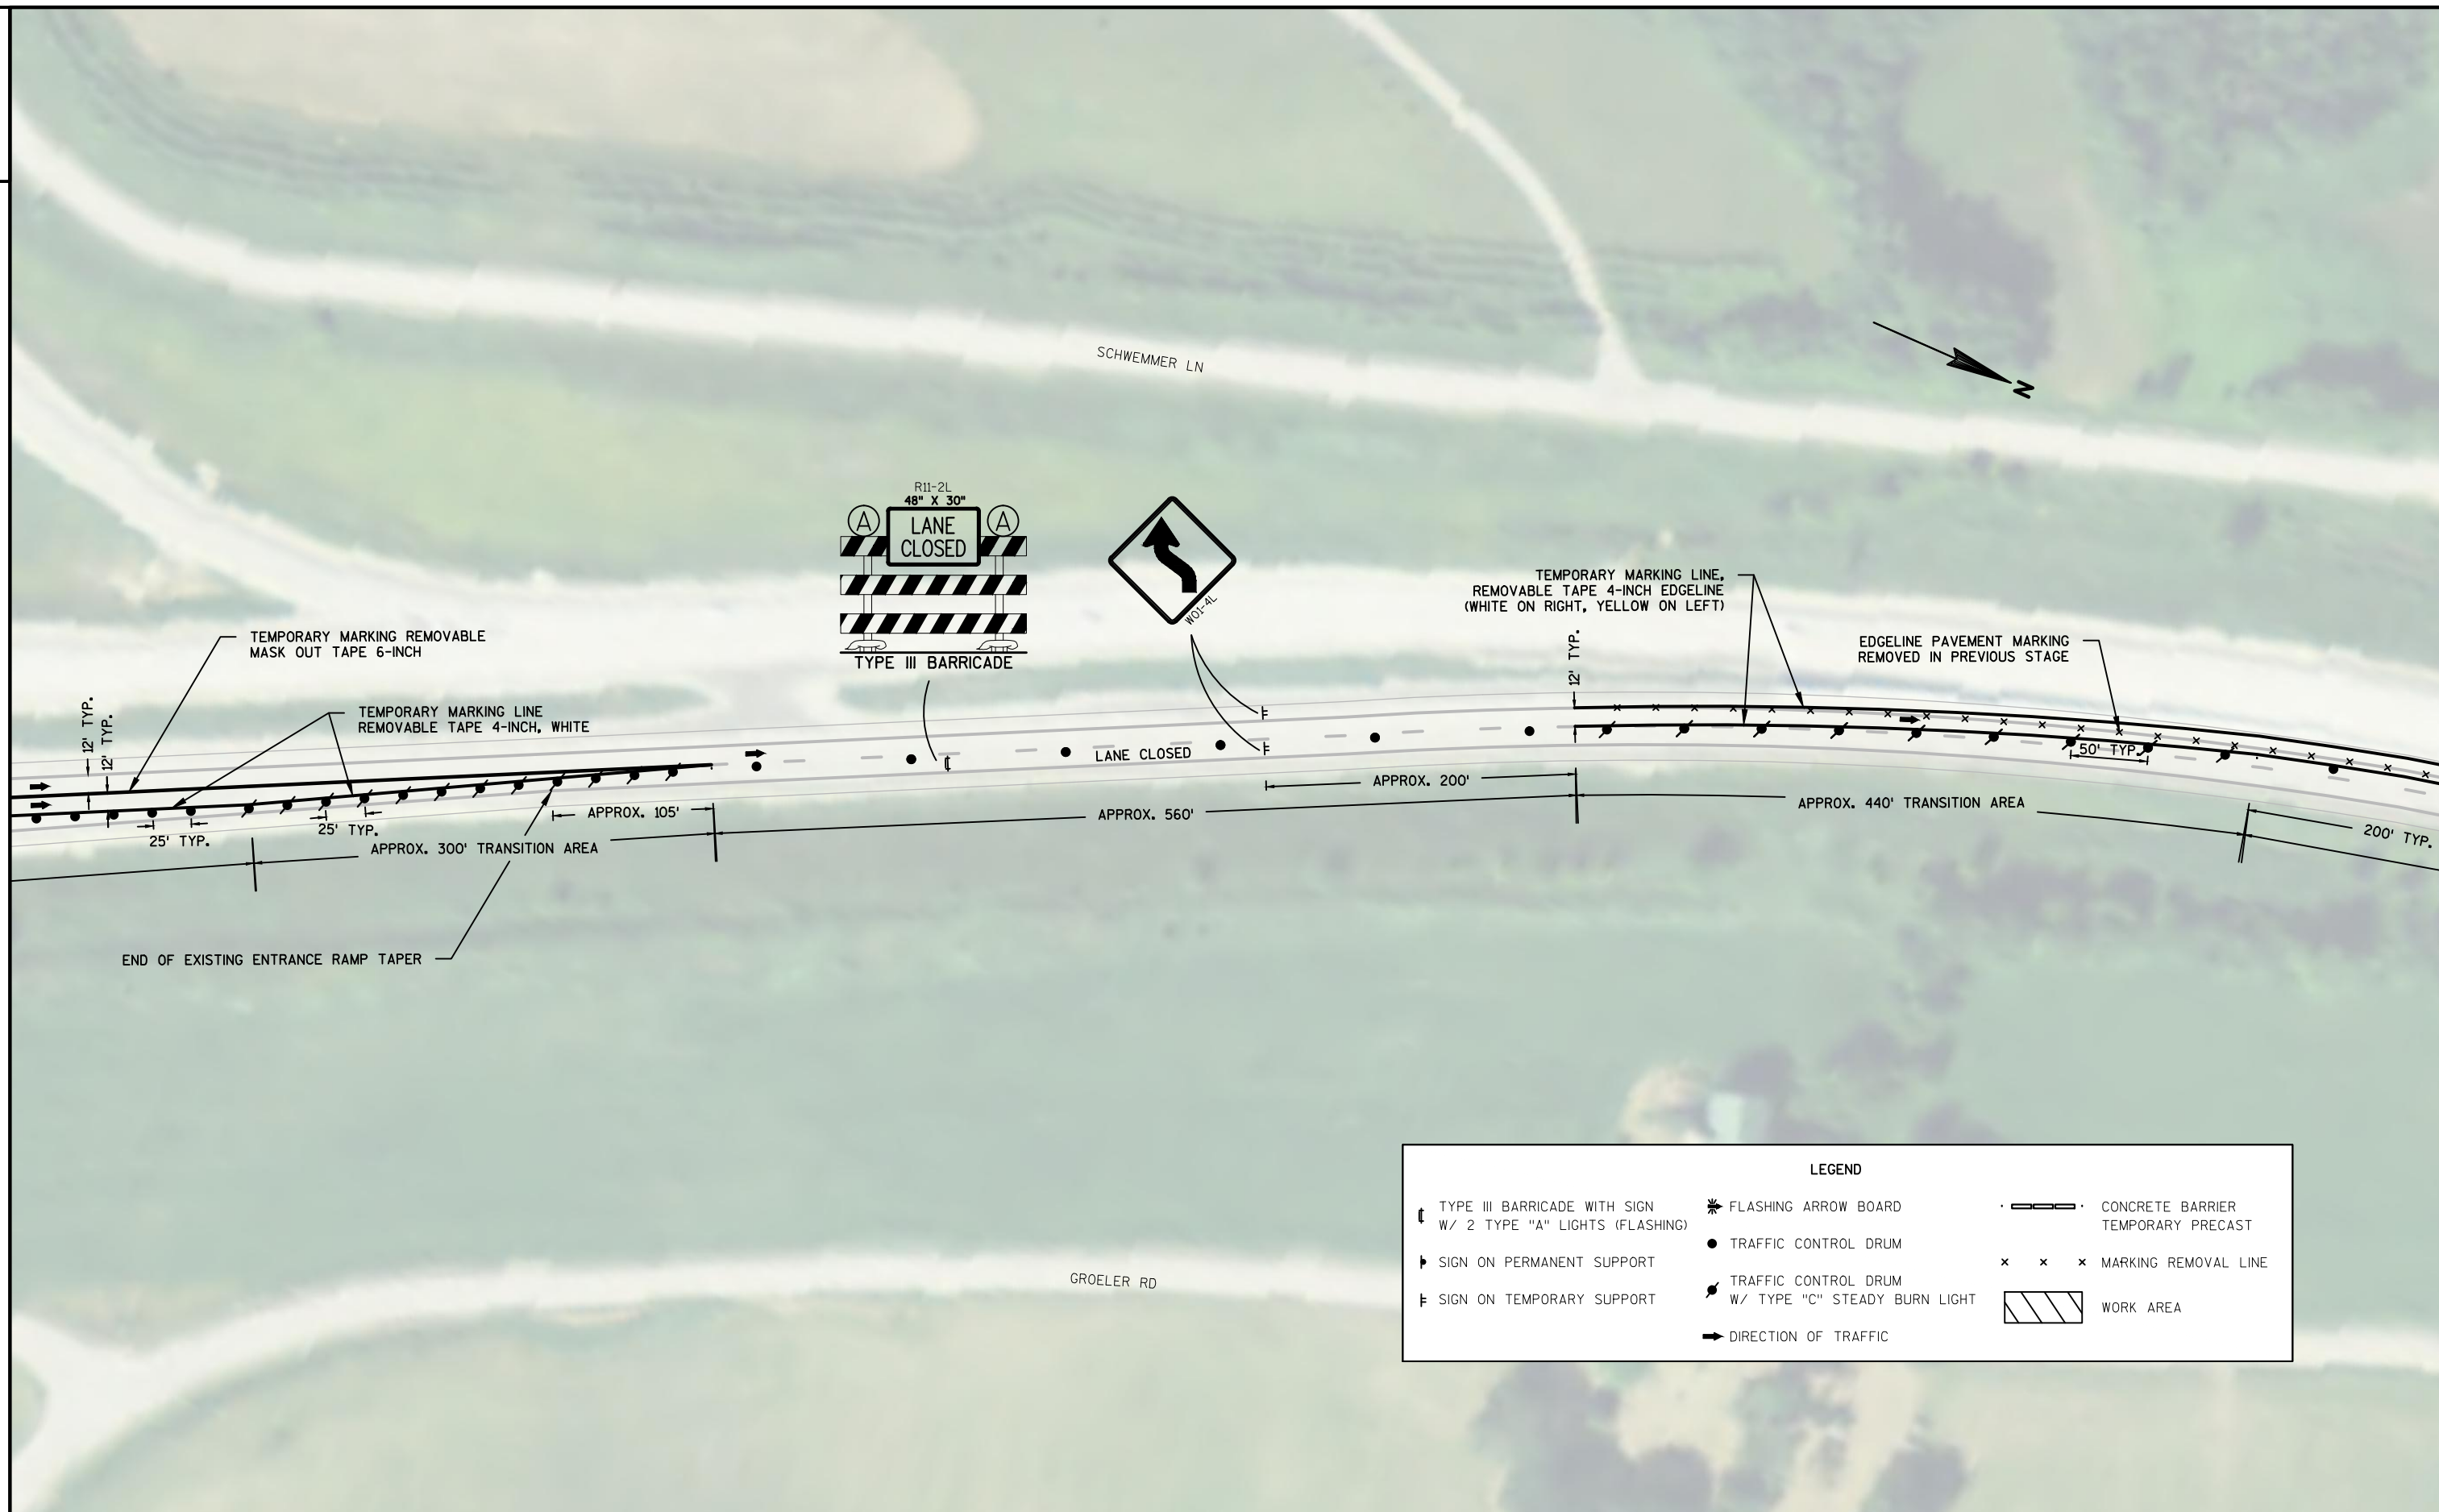 SCHWEMMER LN
N
R11-2L
48" X 30"
A
LANE
CLOSED
A
TYPE III BARRICADE
WO1-4L
TEMPORARY MARKING LINE,
REMOVABLE TAPE 4-INCH EDGELINE
(WHITE ON RIGHT, YELLOW ON LEFT)
EDGELINE PAVEMENT MARKING
REMOVED IN PREVIOUS STAGE
TEMPORARY MARKING REMOVABLE
MASK OUT TAPE 6-INCH
TEMPORARY MARKING LINE
REMOVABLE TAPE 4-INCH, WHITE
12' TYP.
12' TYP.
12' TYP.
LANE CLOSED
50' TYP.
APPROX. 200'
APPROX. 440' TRANSITION AREA
APPROX. 105'
APPROX. 560'
25' TYP.
25' TYP.
200' TYP.
APPROX. 300' TRANSITION AREA
END OF EXISTING ENTRANCE RAMP TAPER
GROELER RD
LEGEND
TYPE III BARRICADE WITH SIGN
W/ 2 TYPE "A" LIGHTS (FLASHING)
SIGN ON PERMANENT SUPPORT
SIGN ON TEMPORARY SUPPORT
FLASHING ARROW BOARD
TRAFFIC CONTROL DRUM
TRAFFIC CONTROL DRUM
W/ TYPE "C" STEADY BURN LIGHT
DIRECTION OF TRAFFIC
CONCRETE BARRIER
TEMPORARY PRECAST
MARKING REMOVAL LINE
WORK AREA